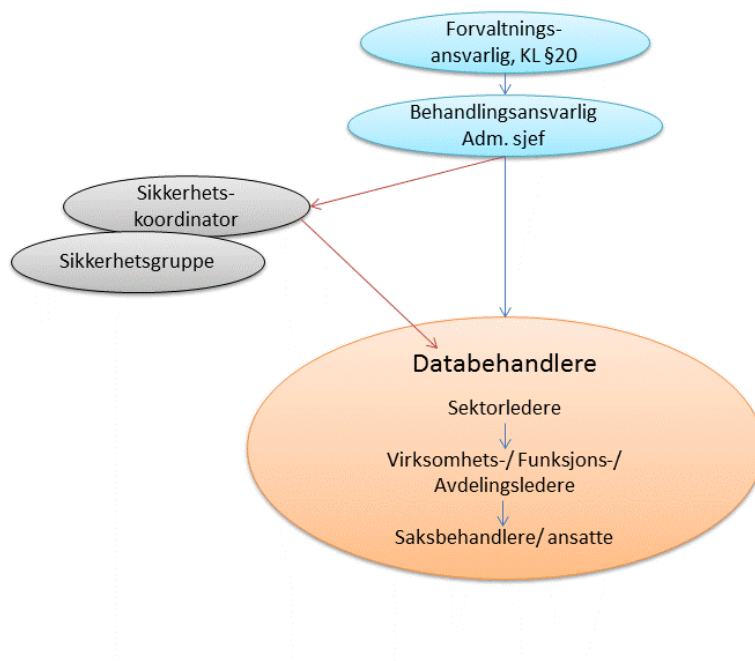 Forvaltnings-
ansvarlig, KL §20
Behandlingsansvarlig
Adm. sjef
Sikkerhets-
koordinator
Sikkerhetsgruppe
Databehandlere
Sektorledere
Virksomhets-/ Funksjons-/
Avdelingsledere
Saksbehandlere/ ansatte